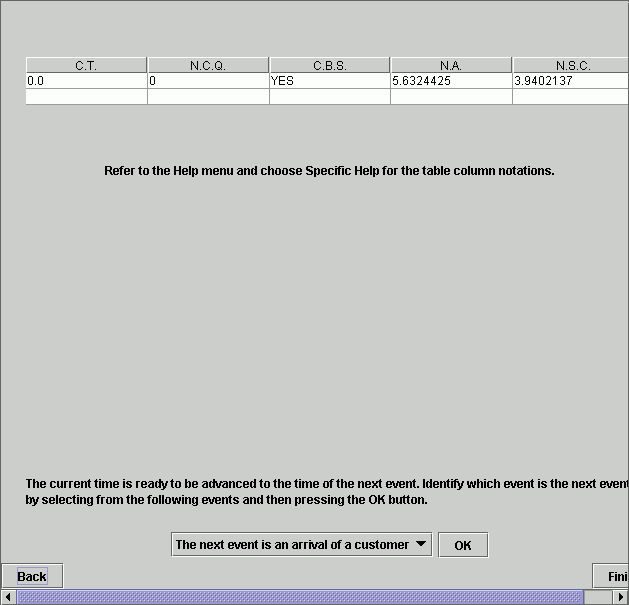 C.T. N.C.Q. C.B.S. N.A. N.S.C.
0.0 0 YES 5.6324425 3.9402137
Refer to the Help menu and choose Specific Help for the table column notations.
The current time is ready to be advanced to the time of the next event. Identify which event is the next event
by selecting from the following events and then pressing the OK button.
The next event is an arrival of a customer OK
Back Fini